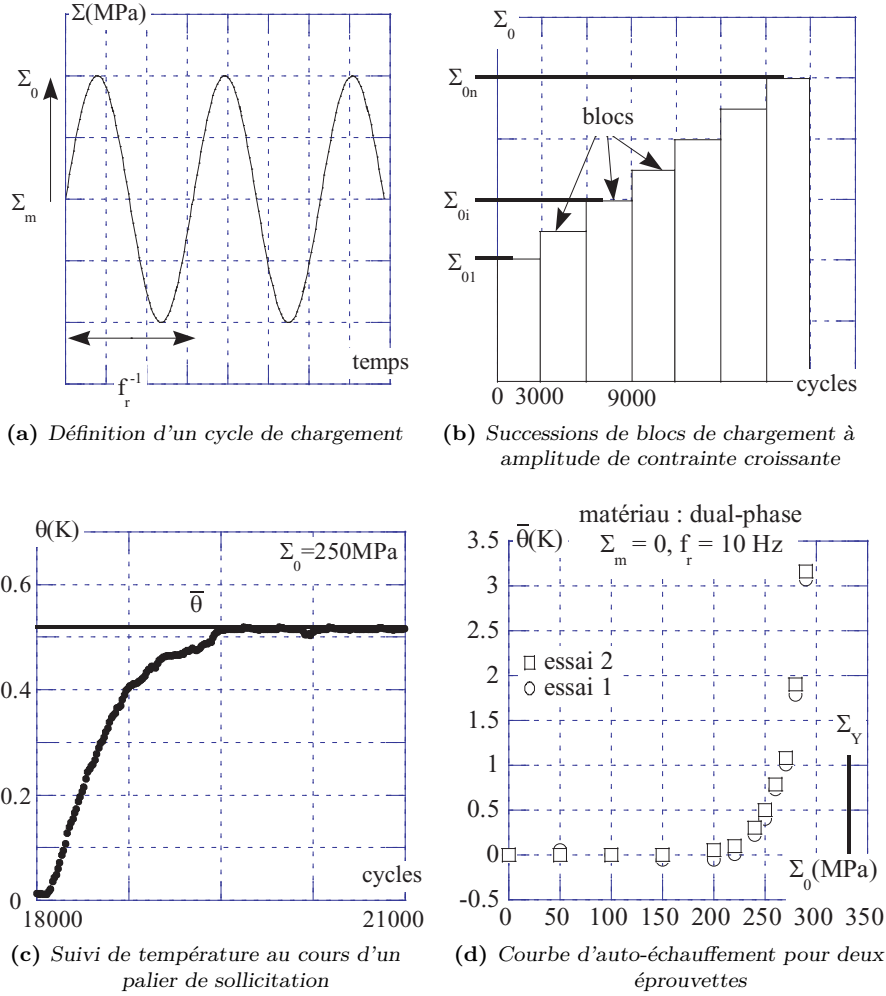 Σ(MPa)
Σ0
Σm
temps
fr-1
(a) Définition d'un cycle de chargement
Σ0
Σ0n
blocs
Σ0i
Σ01
0 3000 9000
cycles
(b) Successions de blocs de chargement à
amplitude de contrainte croissante
θ(K)
Σ0=250MPa
0.6
θ̅
0.4
0.2
cycles
0
18000 21000
(c) Suivi de température au cours d'un
palier de sollicitation
matériau : dual-phase
θ̅(K) Σm = 0, fr = 10 Hz
3.5
3
2.5
2
1.5
1
0.5
0
-0.5
essai 2
essai 1
ΣY
Σ0(MPa)
0 50 100 150 200 250 300 350
(d) Courbe d'auto-échauffement pour deux
éprouvettes